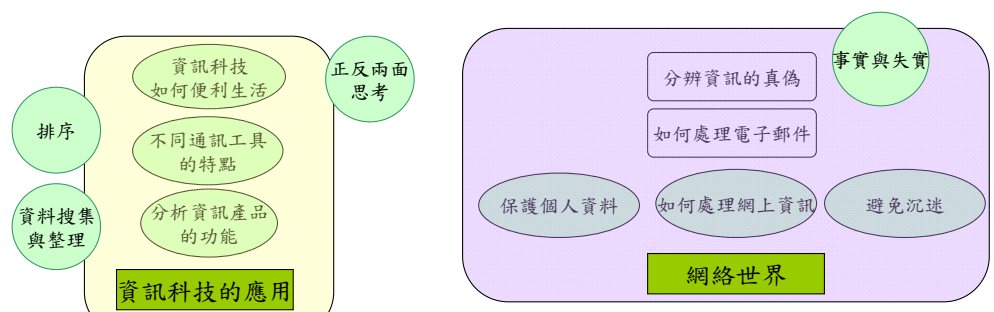 資訊科技
如何便利生活
正反兩面
思考
排序
不同通訊工具
的特點
資料搜集
與整理
分析資訊產品
的功能
資訊科技的應用
事實與失實
分辨資訊的真偽
如何處理電子郵件
保護個人資料
如何處理網上資訊
避免沉迷
網絡世界